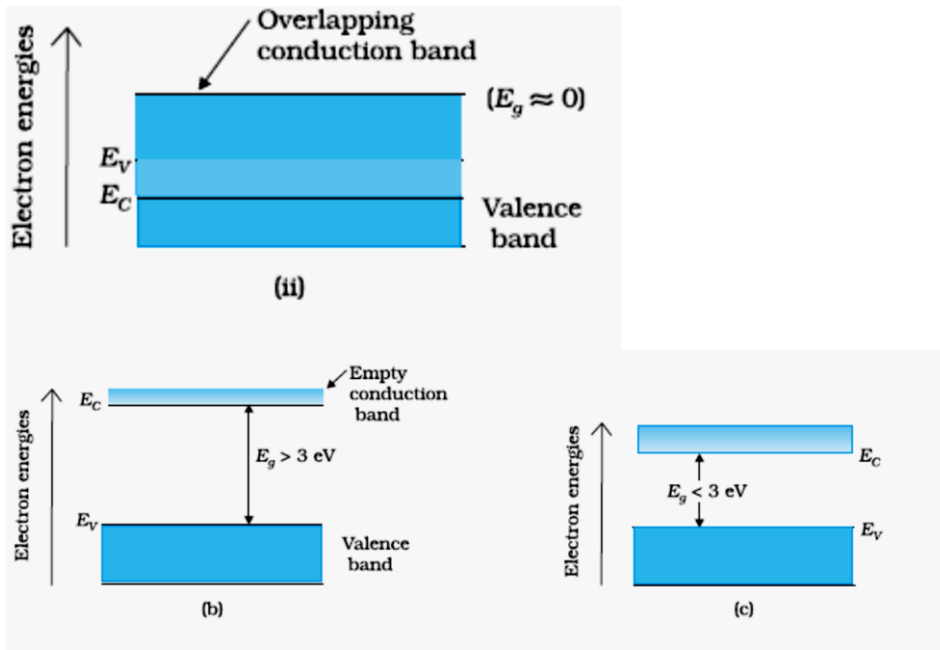 Overlapping
conduction band
Electron energies
(E_g ≈ 0)
E_V
E_C
Valence
band
(ii)
Empty
conduction
band
Electron energies
E_C
E_g > 3 eV
E_V
Valence
band
(b)
Electron energies
E_C
E_g < 3 eV
E_V
(c)